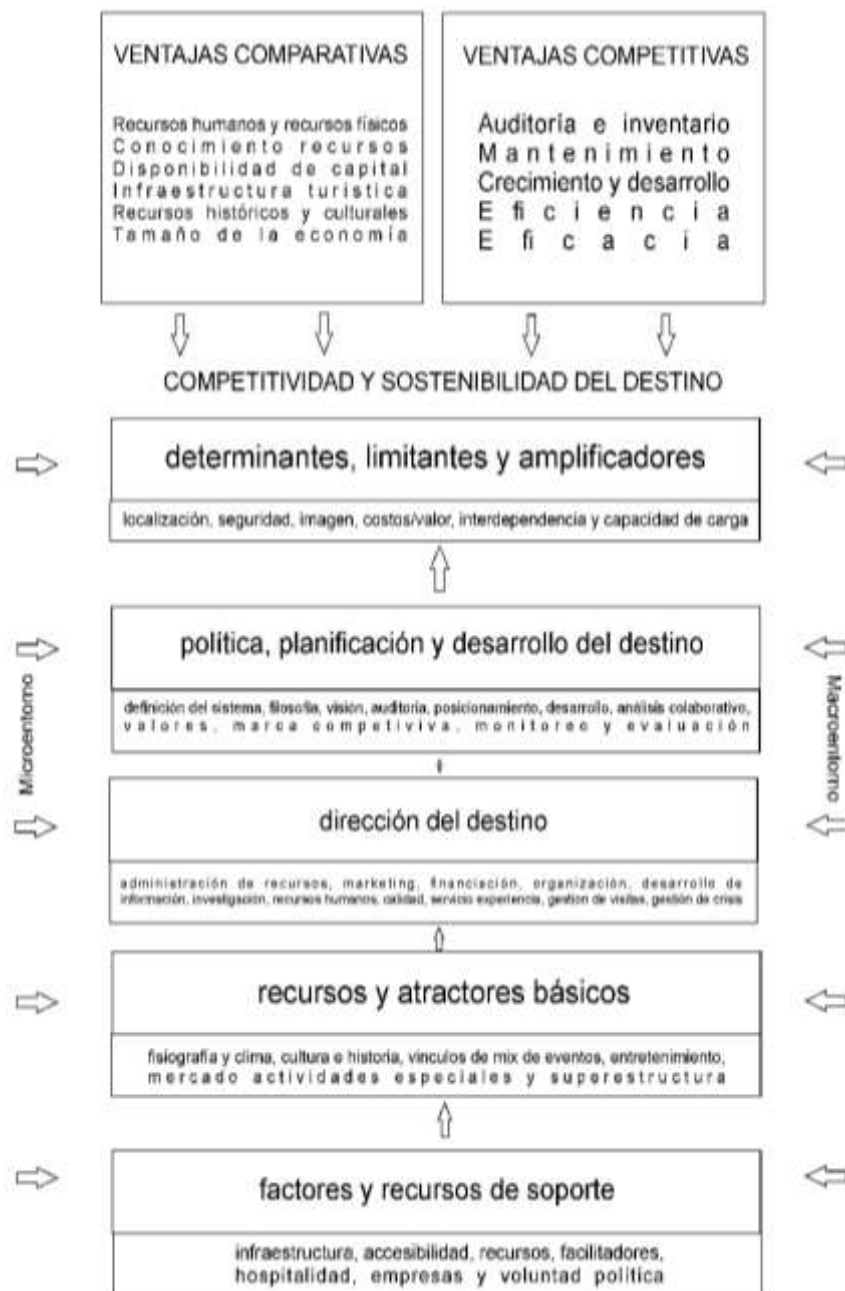 VENTAJAS COMPARATIVAS
Recursos humanos y recursos físicos
Conocimiento recursos
Disponibilidad de capital
Infraestructura turística
Recursos históricos y culturales
Tamaño de la economía
VENTAJAS COMPETITIVAS
Auditoría e inventario
Mantenimiento
Crecimiento y desarrollo
Eficiencia
Eficacia
COMPETITIVIDAD Y SOSTENIBILIDAD DEL DESTINO
determinantes, limitantes y amplificadores
localización, seguridad, imagen, costos/valor, interdependencia y capacidad de carga
política, planificación y desarrollo del destino
definición del sistema, filosofía, visión, auditoria, posicionamiento, desarrollo, análisis colaborativo,
valores, marca competiviva, monitoreo y evaluación
Microentorno
Macroentorno
dirección del destino
administración de recursos, marketing, financiación, organización, desarrollo de
información, investigación, recursos humanos, calidad, servicio experiencia, gestion de visitas, gestión de crisis
recursos y atractores básicos
fisiografía y clima, cultura e historia, vinculos de mix de eventos, entretenimiento,
mercado actividades especiales y superestructura
factores y recursos de soporte
infraestructura, accesibilidad, recursos, facilitadores,
hospitalidad, empresas y voluntad política